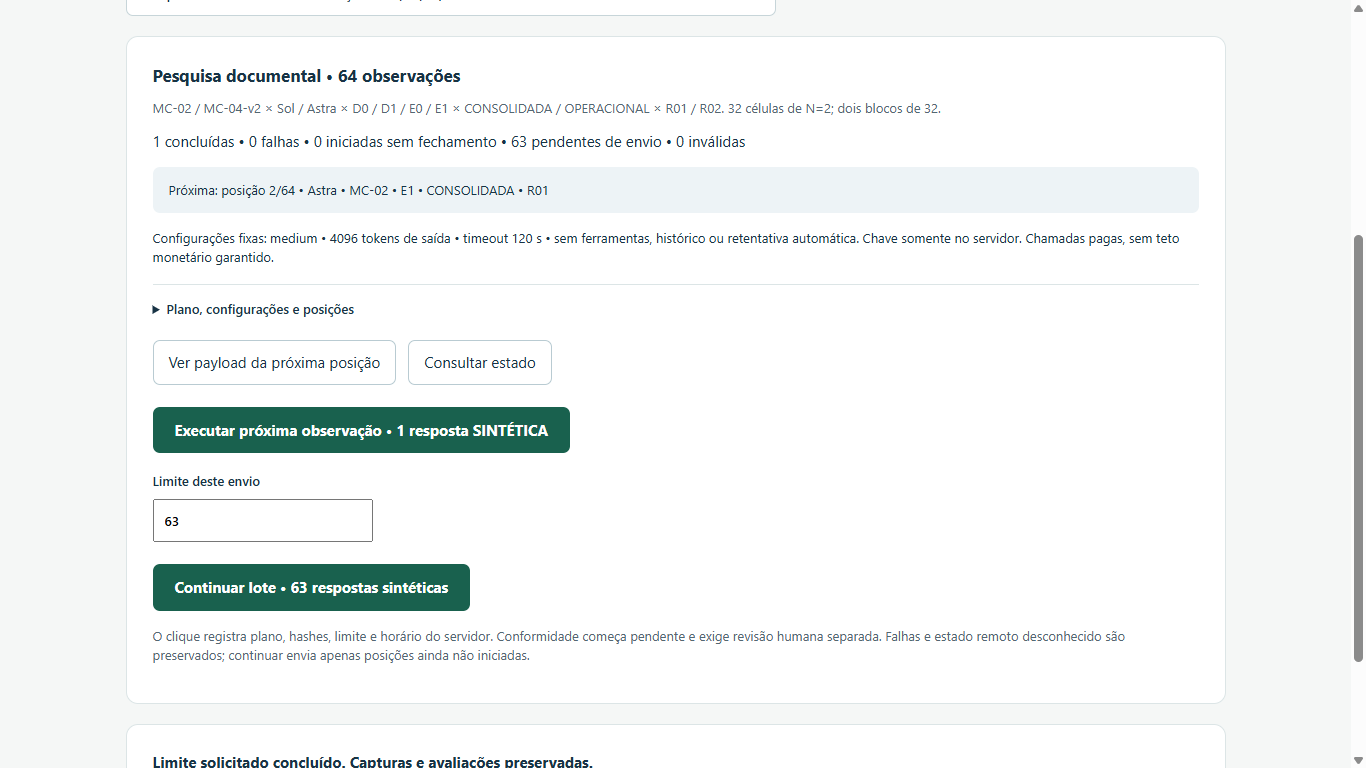 Pesquisa documental • 64 observações
MC-02 / MC-04-v2 × Sol / Astra × D0 / D1 / E0 / E1 × CONSOLIDADA / OPERACIONAL × R01 / R02. 32 células de N=2; dois blocos de 32.
1 concluídas • 0 falhas • 0 iniciadas sem fechamento • 63 pendentes de envio • 0 inválidas
Próxima: posição 2/64 • Astra • MC-02 • E1 • CONSOLIDADA • R01
Configurações fixas: medium • 4096 tokens de saída • timeout 120 s • sem ferramentas, histórico ou retentativa automática. Chave somente no servidor. Chamadas pagas, sem teto
monetário garantido.
Plano, configurações e posições
Ver payload da próxima posição
Consultar estado
Executar próxima observação • 1 resposta SINTÉTICA
Limite deste envio
63
Continuar lote • 63 respostas sintéticas
O clique registra plano, hashes, limite e horário do servidor. Conformidade começa pendente e exige revisão humana separada. Falhas e estado remoto desconhecido são
preservados; continuar envia apenas posições ainda não iniciadas.
Limite solicitado concluído. Capturas e avaliações preservadas.